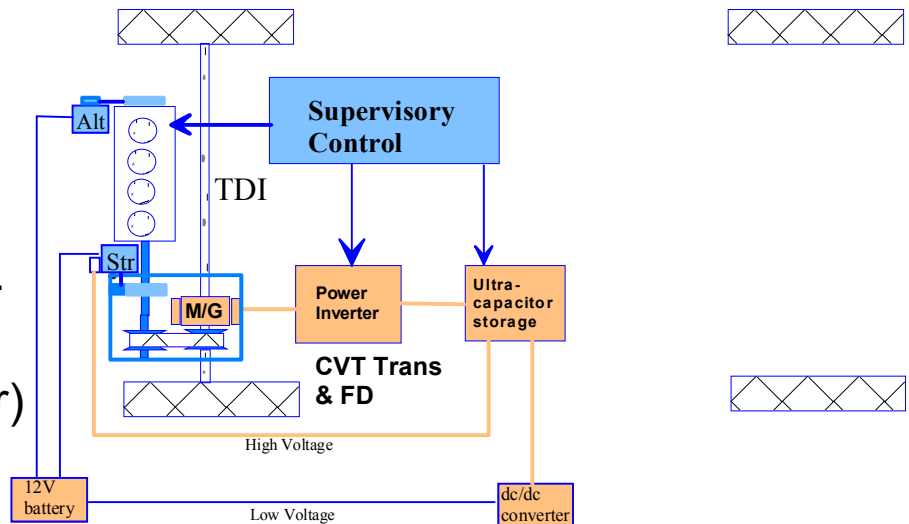 Alt
Supervisory
Control
TDI
Str
M/G
Power
Inverter
Ultra-
capacitor
storage
CVT Trans
& FD
r)
High Voltage
12V
battery
Low Voltage
dc/dc
converter